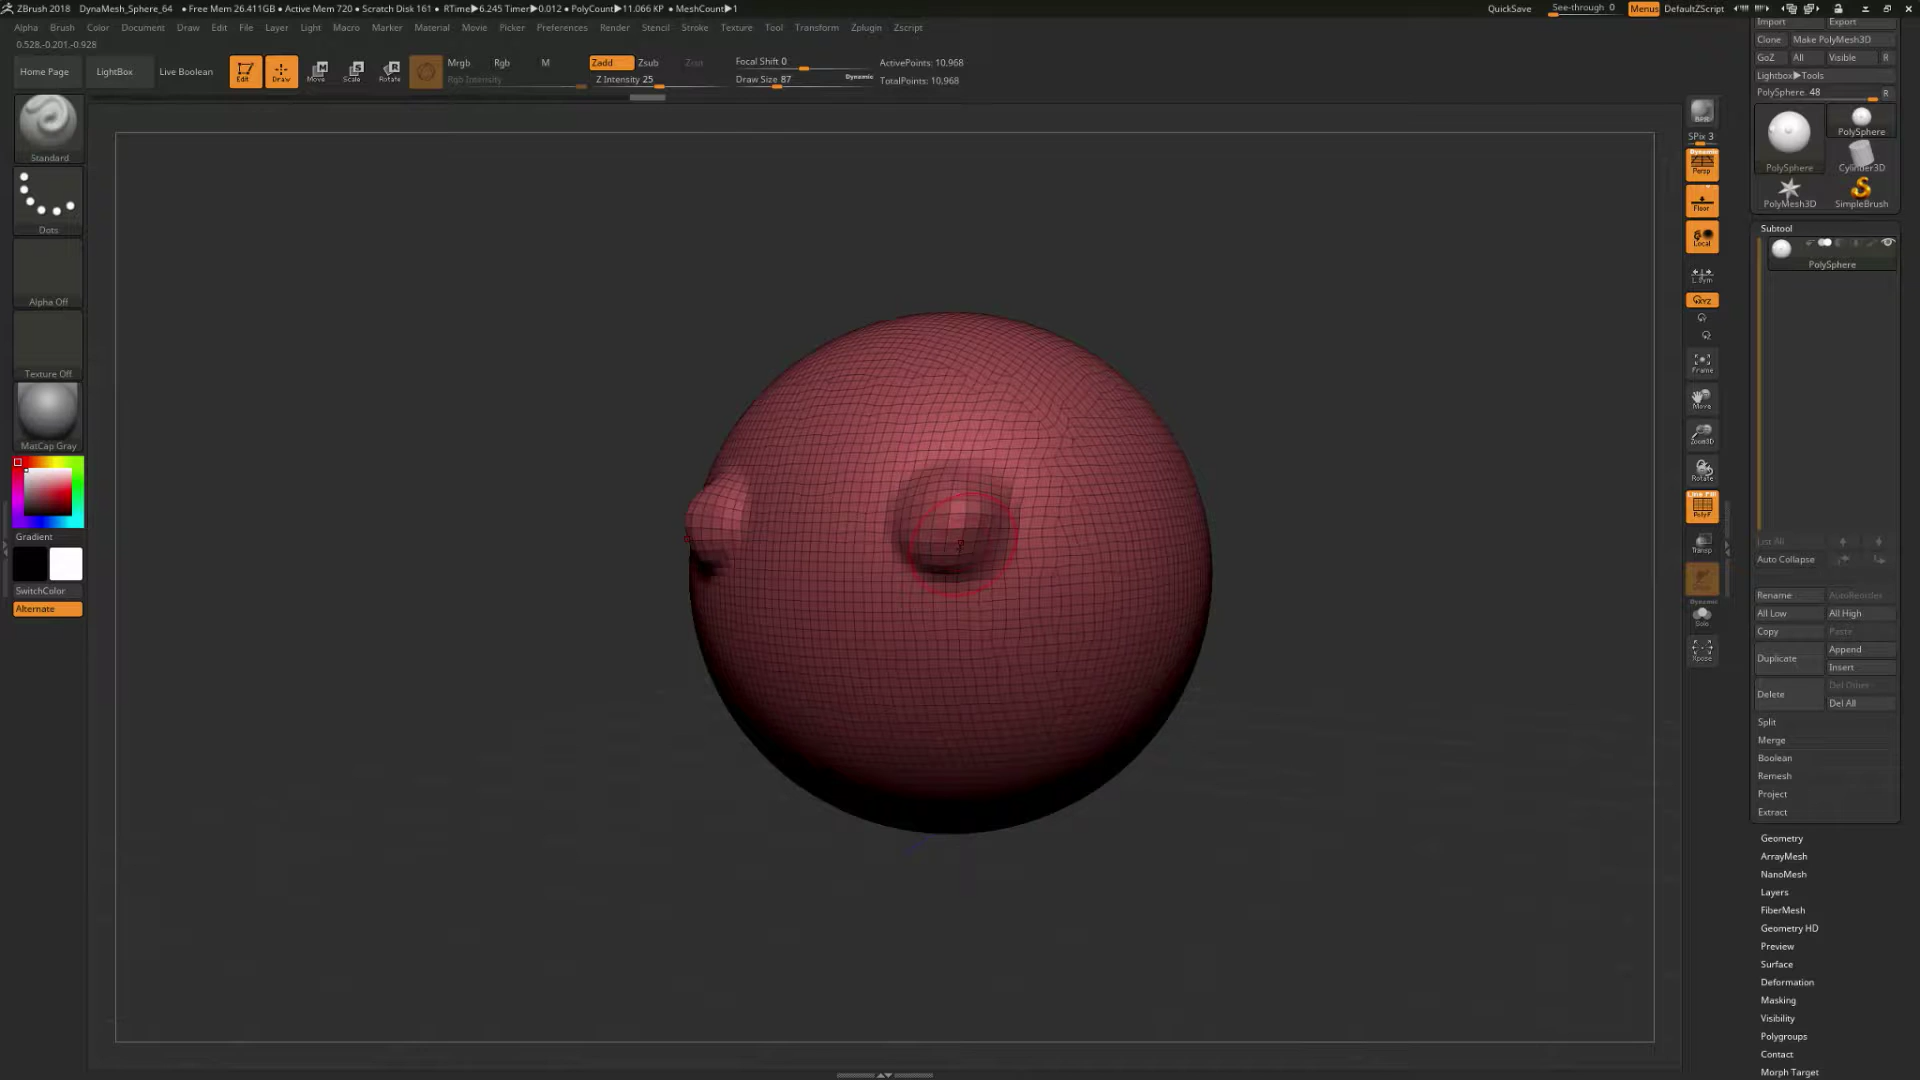 ZBrush 2018 DynaMesh_Sphere_64 • Free Mem 26.411GB • Active Mem 720 • Scratch Disk 161 • RTime▶6.245 Timer▶0.012 • PolyCount▶11.066 KP • MeshCount▶1 QuickSave See-through 0 Menus DefaultZScript
Alpha Brush Color Document Draw Edit File Layer Light Macro Marker Material Movie Picker Preferences Render Stencil Stroke Texture Tool Transform Zplugin Zscript
0.528,-0.201,-0.928
Home Page LightBox Live Boolean Edit Draw Move Scale Rotate
Mrgb Rgb M
Rgb Intensity
Zadd Zsub Zcut
Z Intensity 25
Focal Shift 0
Draw Size 87 Dynamic
ActivePoints: 10,968
TotalPoints: 10,968
Standard
Dots
Alpha Off
Texture Off
MatCap Gray
Gradient
SwitchColor
Alternate
BPR
SPix 3
Dynamic
Persp
Floor
Local
L.Sym
XYZ
Frame
Move
Zoom3D
Rotate
Line Fill
PolyF
Transp
Dynamic
Solo
Xpose
Import Export
Clone Make PolyMesh3D
GoZ All Visible R
Lightbox▶Tools
PolySphere. 48 R
PolySphere
PolySphere Cylinder3D
PolyMesh3D SimpleBrush
Subtool
PolySphere
List All
Auto Collapse
Rename AutoReorder
All Low All High
Copy Paste
Duplicate Append
Insert
Delete Del Other
Del All
Split
Merge
Boolean
Remesh
Project
Extract
Geometry
ArrayMesh
NanoMesh
Layers
FiberMesh
Geometry HD
Preview
Surface
Deformation
Masking
Visibility
Polygroups
Contact
Morph Target